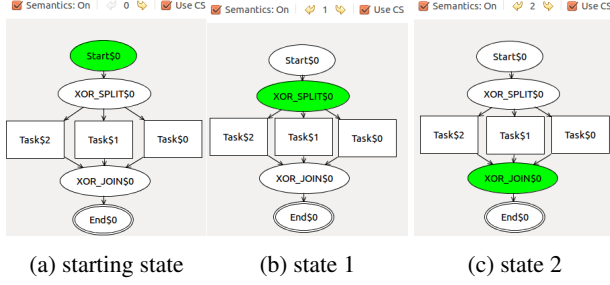 Semantics: On 0 Use CS
Start$0
XOR_SPLIT$0
Task$2 Task$1 Task$0
XOR_JOIN$0
End$0
(a) starting state
Semantics: On 1 Use CS
Start$0
XOR_SPLIT$0
Task$2 Task$1 Task$0
XOR_JOIN$0
End$0
(b) state 1
Semantics: On 2 Use CS
Start$0
XOR_SPLIT$0
Task$2 Task$1 Task$0
XOR_JOIN$0
End$0
(c) state 2